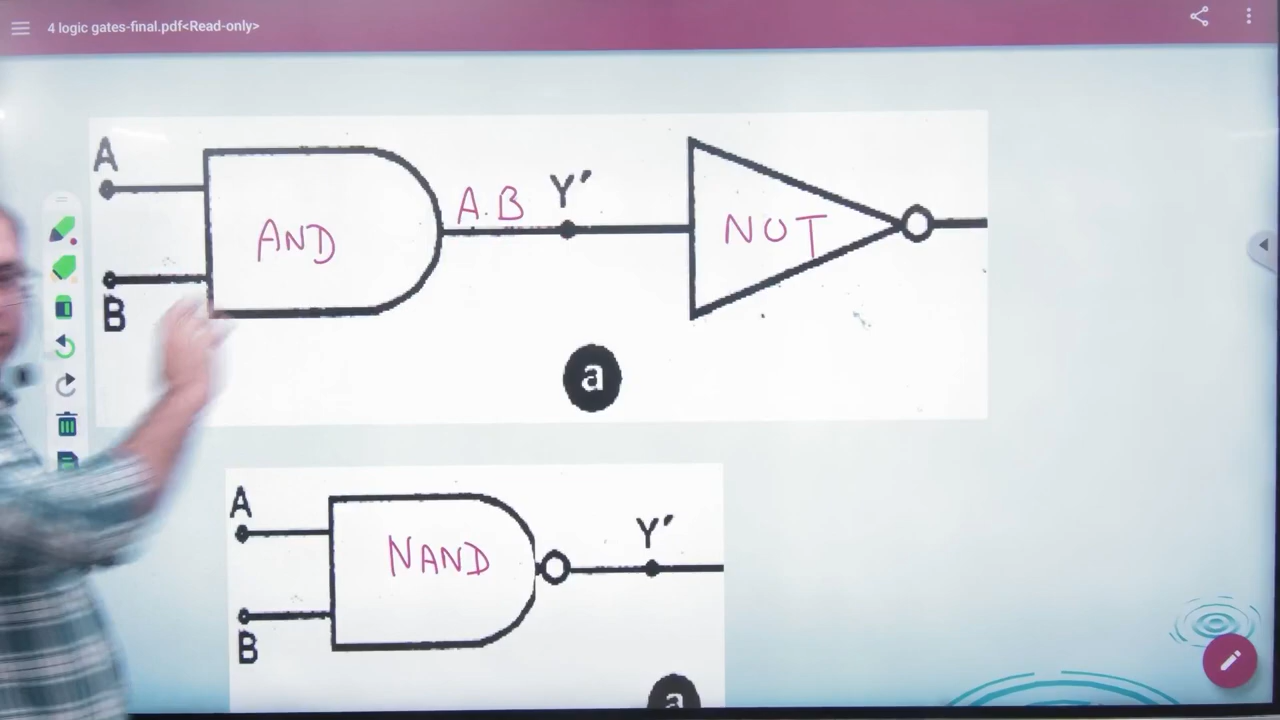 4 logic gates-final.pdf<Read-only>
A
A.B
Y′
AND
NOT
B
a
A
Y′
NAND
B
a